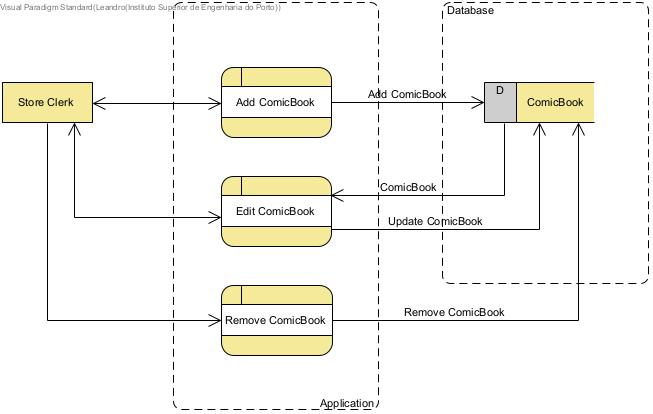 Visual Paradigm Standard(Leandro(Instituto Superior de Engenharia do Porto))
Database
Store Clerk
Add ComicBook
Add ComicBook
D
ComicBook
ComicBook
Edit ComicBook
Update ComicBook
Remove ComicBook
Remove ComicBook
Application